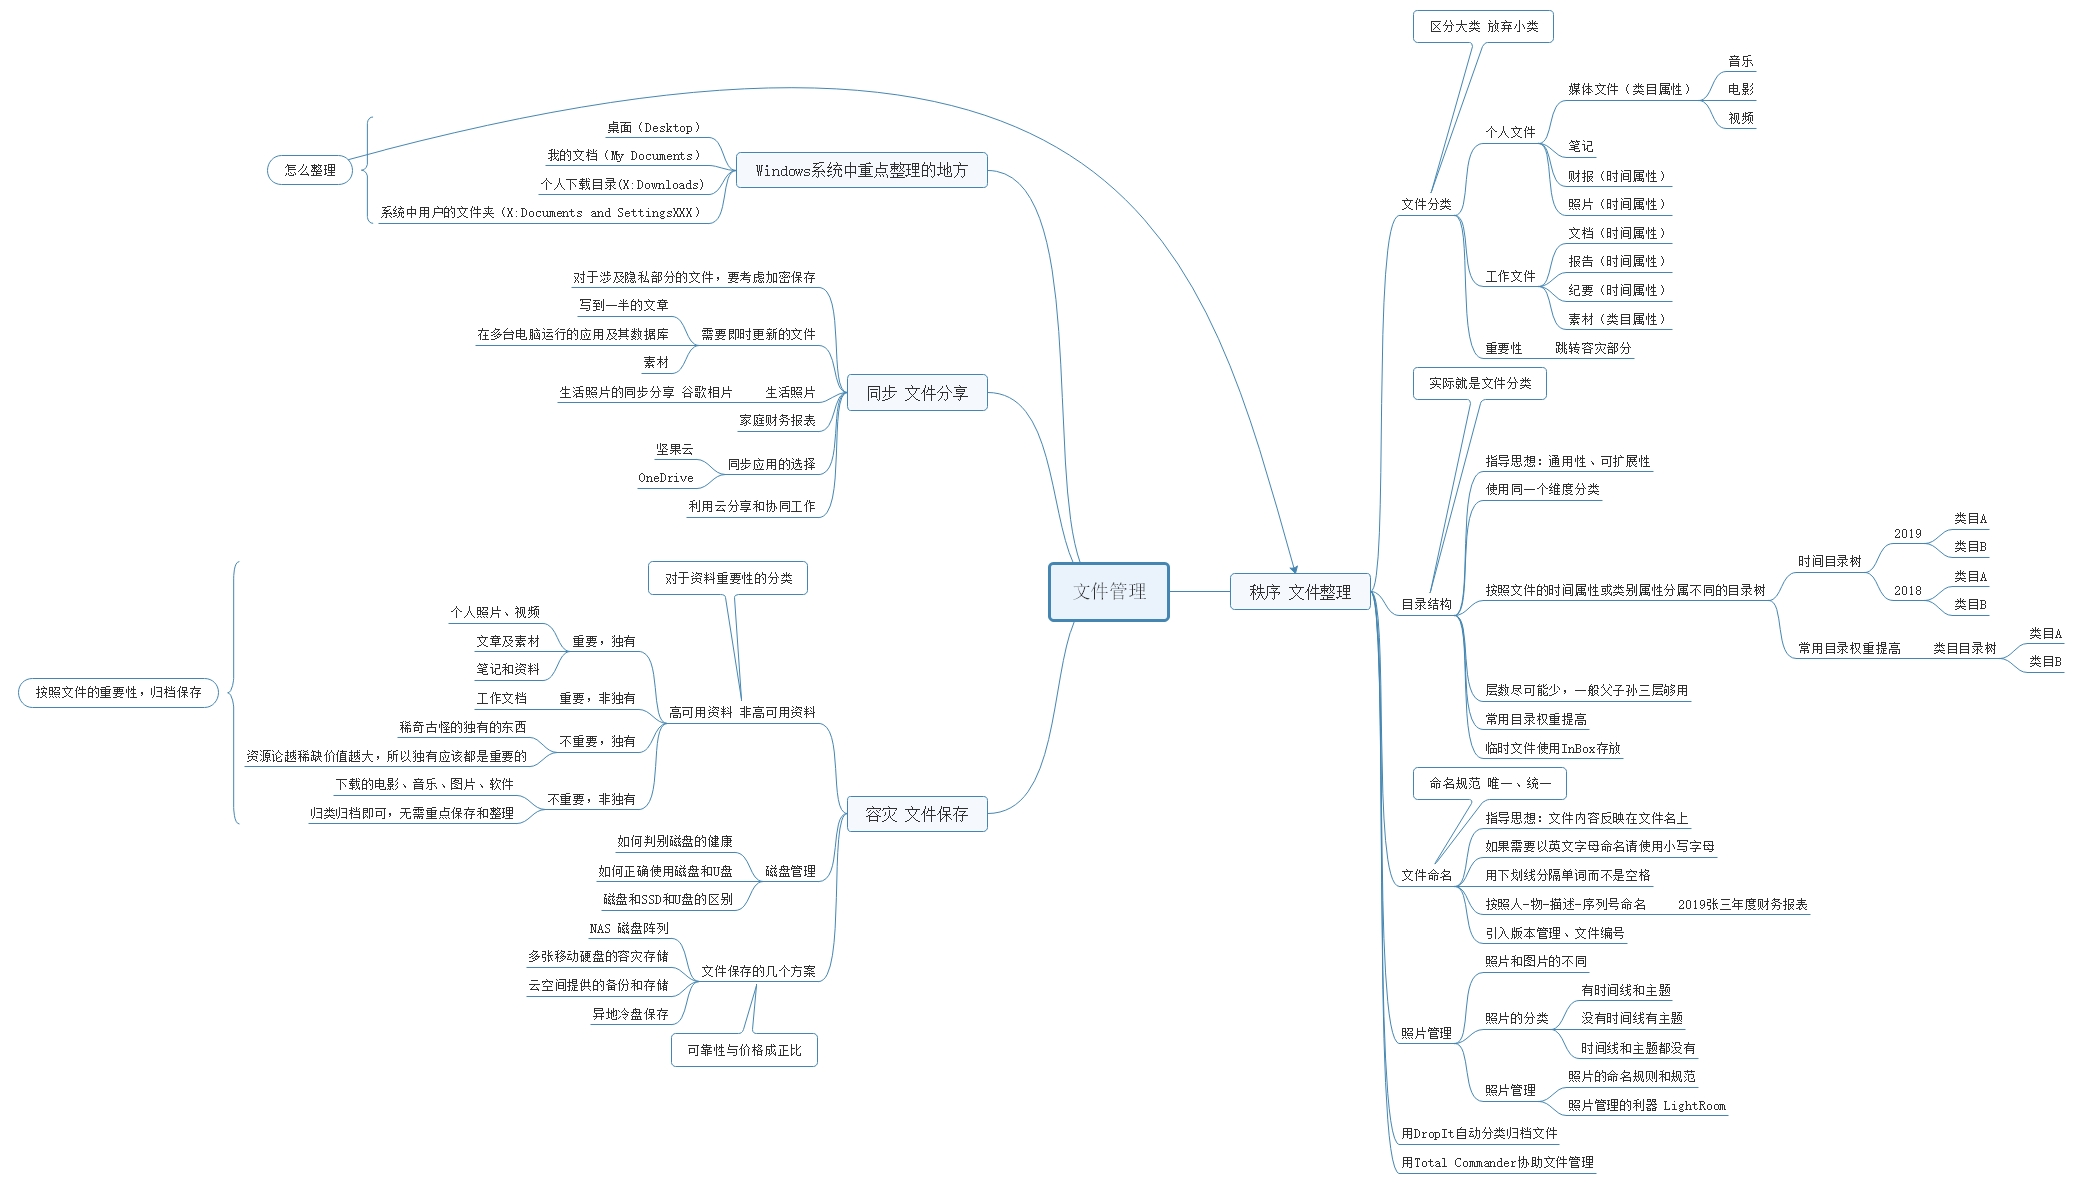 文件管理
秩序 文件整理
区分大类 放弃小类
文件分类
个人文件
媒体文件（类目属性）
音乐
电影
视频
笔记
财报（时间属性）
照片（时间属性）
工作文件
文档（时间属性）
报告（时间属性）
纪要（时间属性）
素材（类目属性）
重要性
跳转容灾部分
实际就是文件分类
目录结构
指导思想：通用性、可扩展性
使用同一个维度分类
按照文件的时间属性或类别属性分属不同的目录树
时间目录树
2019
类目A
类目B
2018
类目A
类目B
常用目录权重提高
类目目录树
类目A
类目B
层数尽可能少，一般父子孙三层够用
常用目录权重提高
临时文件使用InBox存放
命名规范 唯一、统一
文件命名
指导思想：文件内容反映在文件名上
如果需要以英文字母命名请使用小写字母
用下划线分隔单词而不是空格
按照人-物-描述-序列号命名
2019张三年度财务报表
引入版本管理、文件编号
照片管理
照片和图片的不同
照片的分类
有时间线和主题
没有时间线有主题
时间线和主题都没有
照片管理
照片的命名规则和规范
照片管理的利器 LightRoom
用DropIt自动分类归档文件
用Total Commander协助文件管理
Windows系统中重点整理的地方
桌面（Desktop）
我的文档（My Documents）
个人下载目录(X:Downloads)
系统中用户的文件夹（X:Documents and SettingsXXX）
怎么整理
同步 文件分享
对于涉及隐私部分的文件，要考虑加密保存
需要即时更新的文件
写到一半的文章
在多台电脑运行的应用及其数据库
素材
生活照片
生活照片的同步分享 谷歌相片
家庭财务报表
同步应用的选择
坚果云
OneDrive
利用云分享和协同工作
容灾 文件保存
对于资料重要性的分类
高可用资料 非高可用资料
重要，独有
个人照片、视频
文章及素材
笔记和资料
重要，非独有
工作文档
不重要，独有
稀奇古怪的独有的东西
资源论越稀缺价值越大，所以独有应该都是重要的
不重要，非独有
下载的电影、音乐、图片、软件
归类归档即可，无需重点保存和整理
按照文件的重要性，归档保存
磁盘管理
如何判别磁盘的健康
如何正确使用磁盘和U盘
磁盘和SSD和U盘的区别
文件保存的几个方案
NAS 磁盘阵列
多张移动硬盘的容灾存储
云空间提供的备份和存储
异地冷盘保存
可靠性与价格成正比